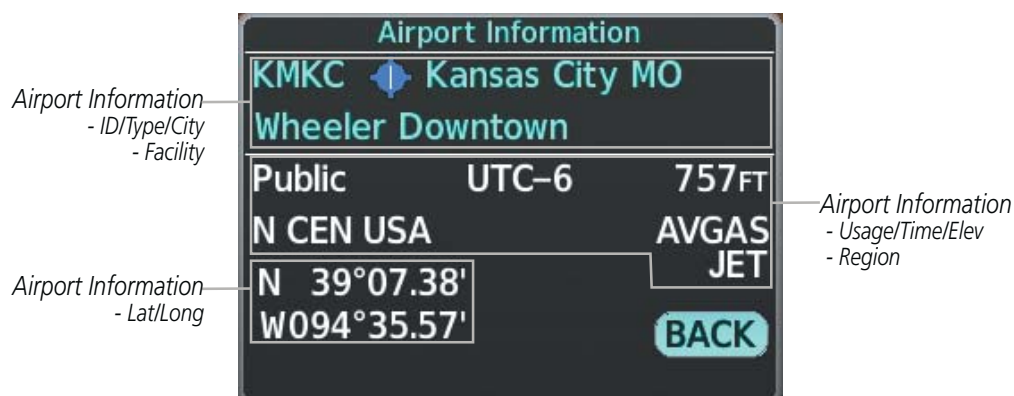 Airport Information
KMKC Kansas City MO
Wheeler Downtown
Public UTC–6 757FT
N CEN USA AVGAS
JET
N 39°07.38'
W094°35.57'
BACK
Airport Information
- ID/Type/City
- Facility
Airport Information
- Lat/Long
Airport Information
- Usage/Time/Elev
- Region